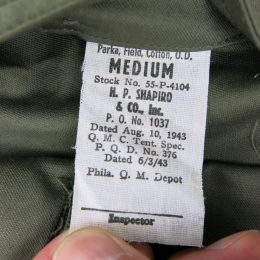 Parka, Field, Cotton, O.D.
MEDIUM
Stock No. 55-P-4104
H. P. SHAPIRO
& CO., Inc.
P. O. No. 1037
Dated Aug. 10, 1943
Q. M. C. Tent. Spec.
P. Q. D. No. 376
Dated 6/3/43
Phila. Q. M. Depot
Inspector